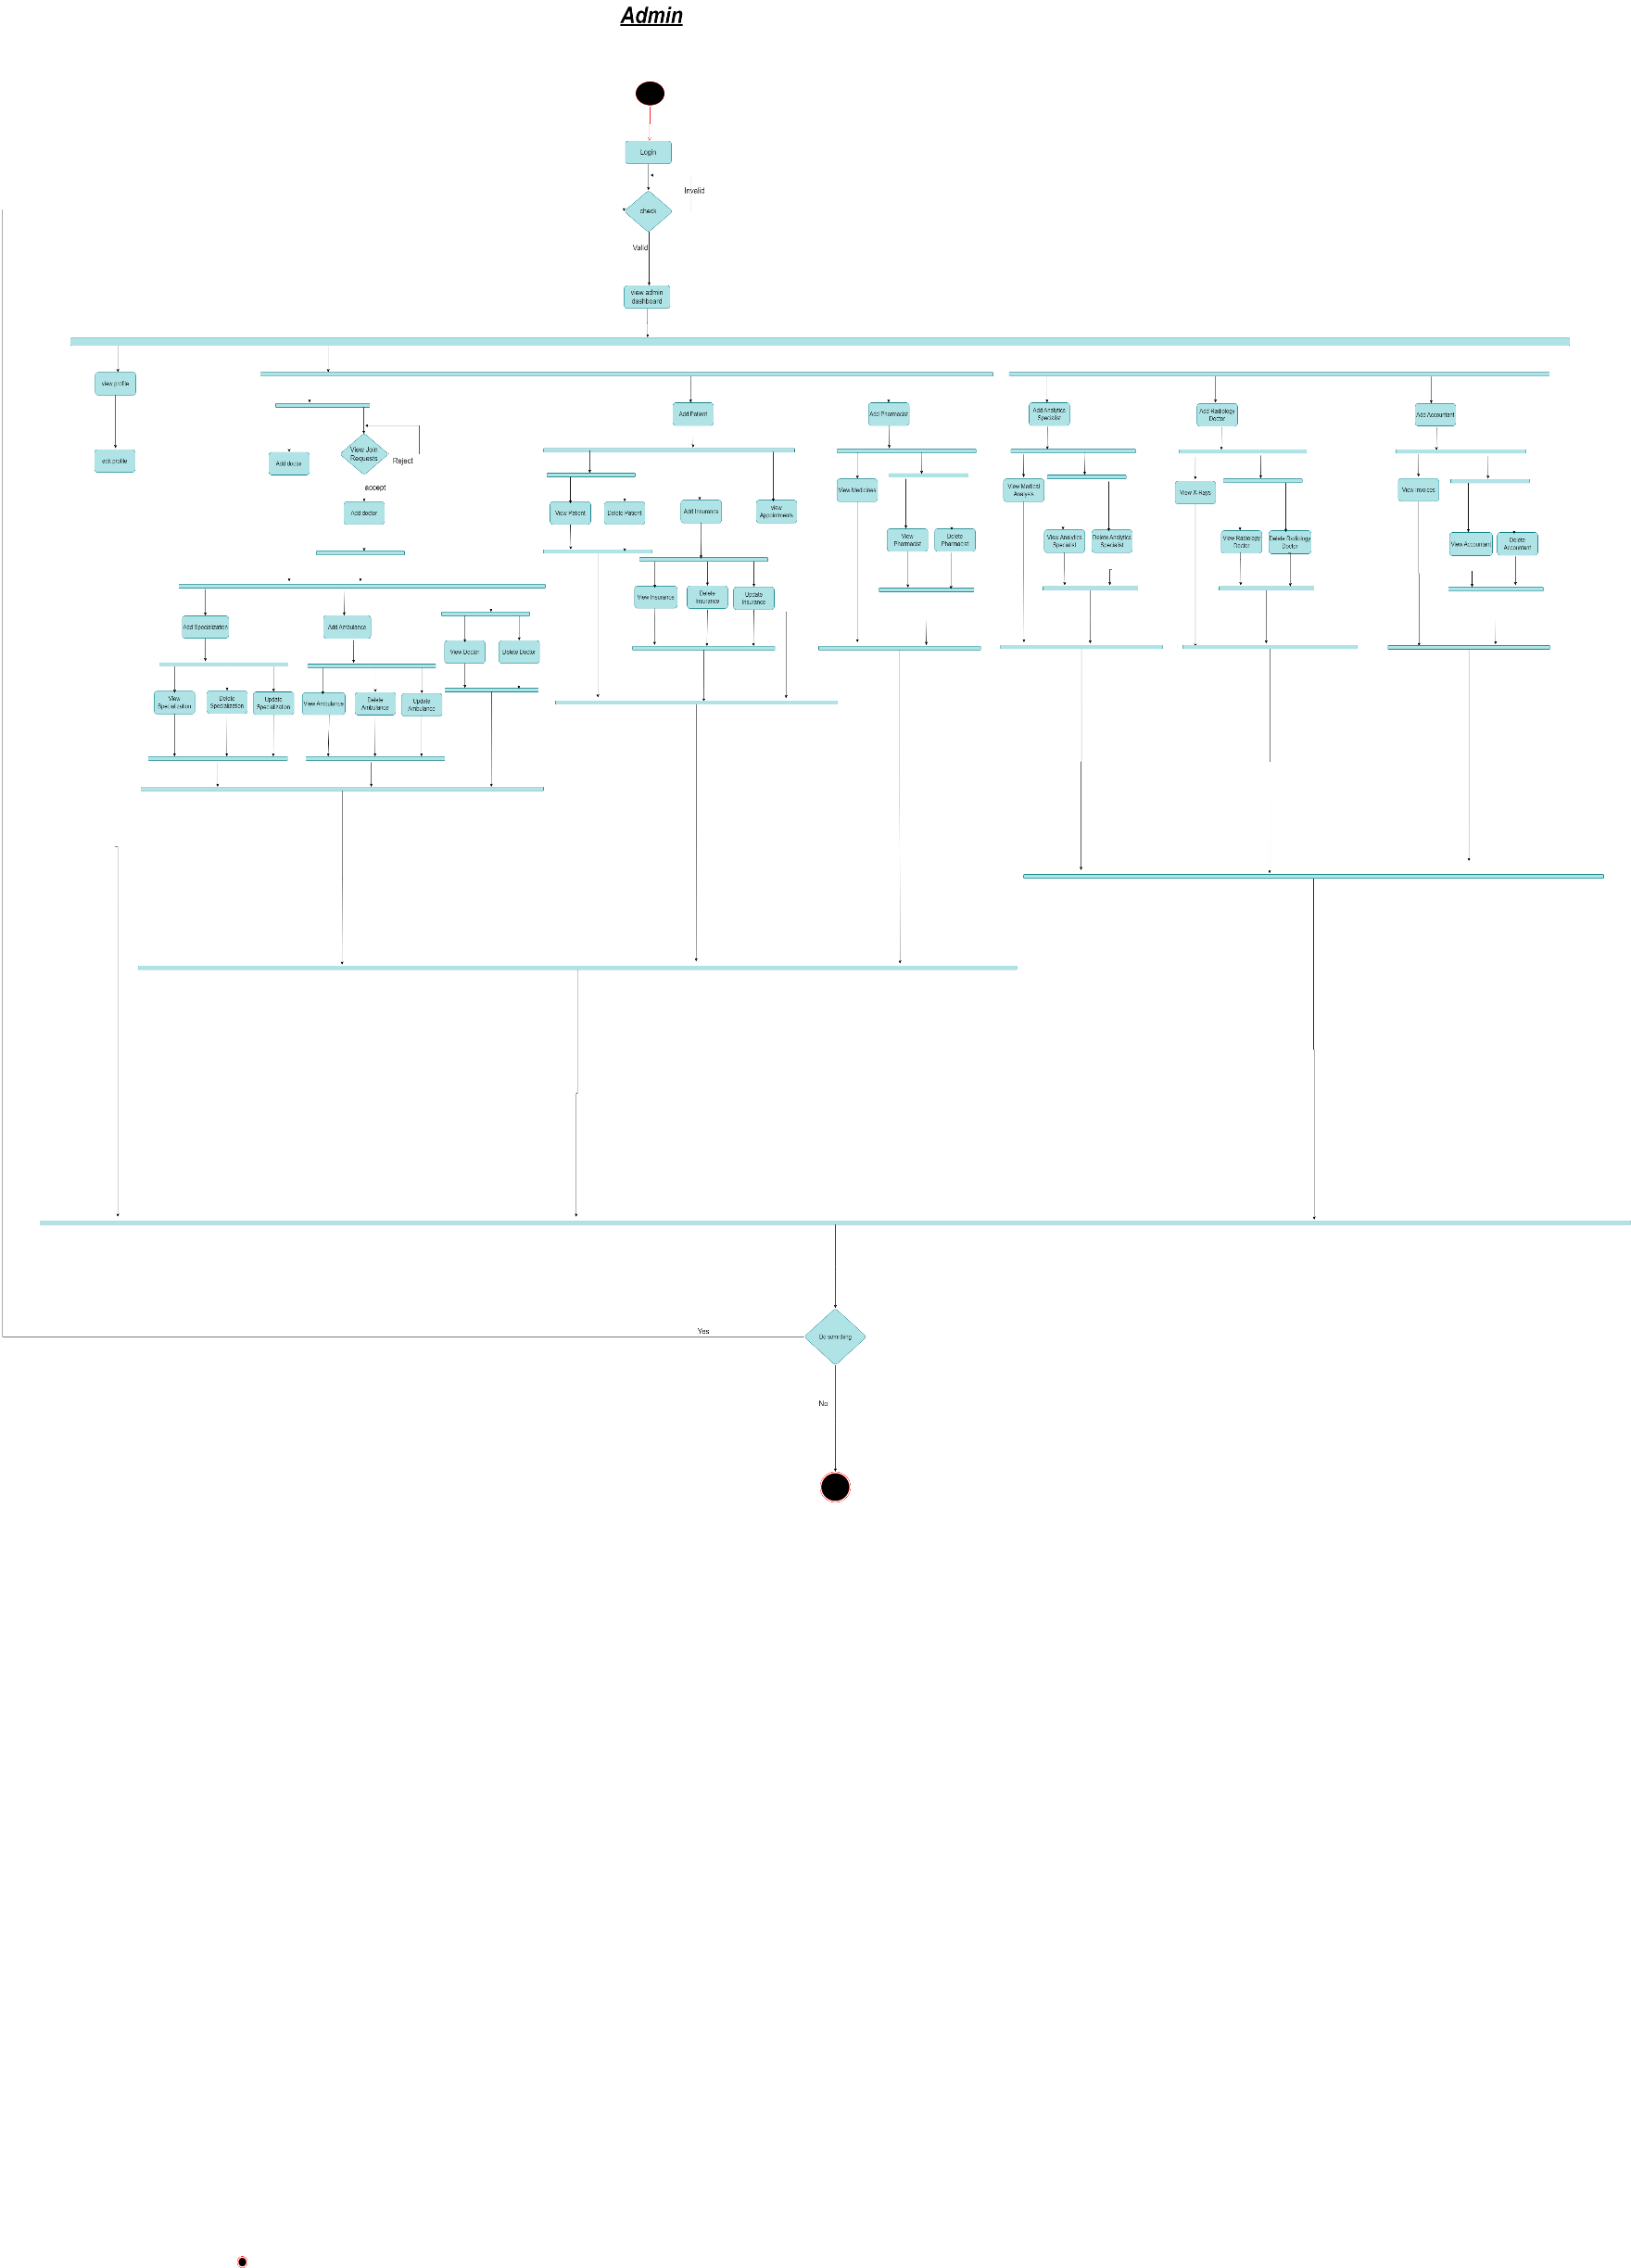 Admin
Login
Invalid
check
Valid
view admin
dashboard
view profile
edit profile
Add doctor
View Join
Requests
Reject
accept
Add doctor
Add Patient
Add Pharmacist
Add Analytics
Specialist
Add Radiology
Doctor
Add Accountant
View Patient
Delete Patient
Add Insurance
View
Appointments
View Medicines
View
Pharmacist
Delete
Pharmacist
View Medical
Analysis
View Analytics
Specialist
Delete Analytics
Specialist
View X-Rays
View Radiology
Doctor
Delete Radiology
Doctor
View Invoices
View Accountant
Delete
Accountant
View Insurance
Delete
Insurance
Update
Insurance
Add Specialization
Add Ambulance
View Doctor
Delete Doctor
View
Specialization
Delete
Specialization
Update
Specialization
View Ambulance
Delete
Ambulance
Update
Ambulance
Yes
Do somthing
No